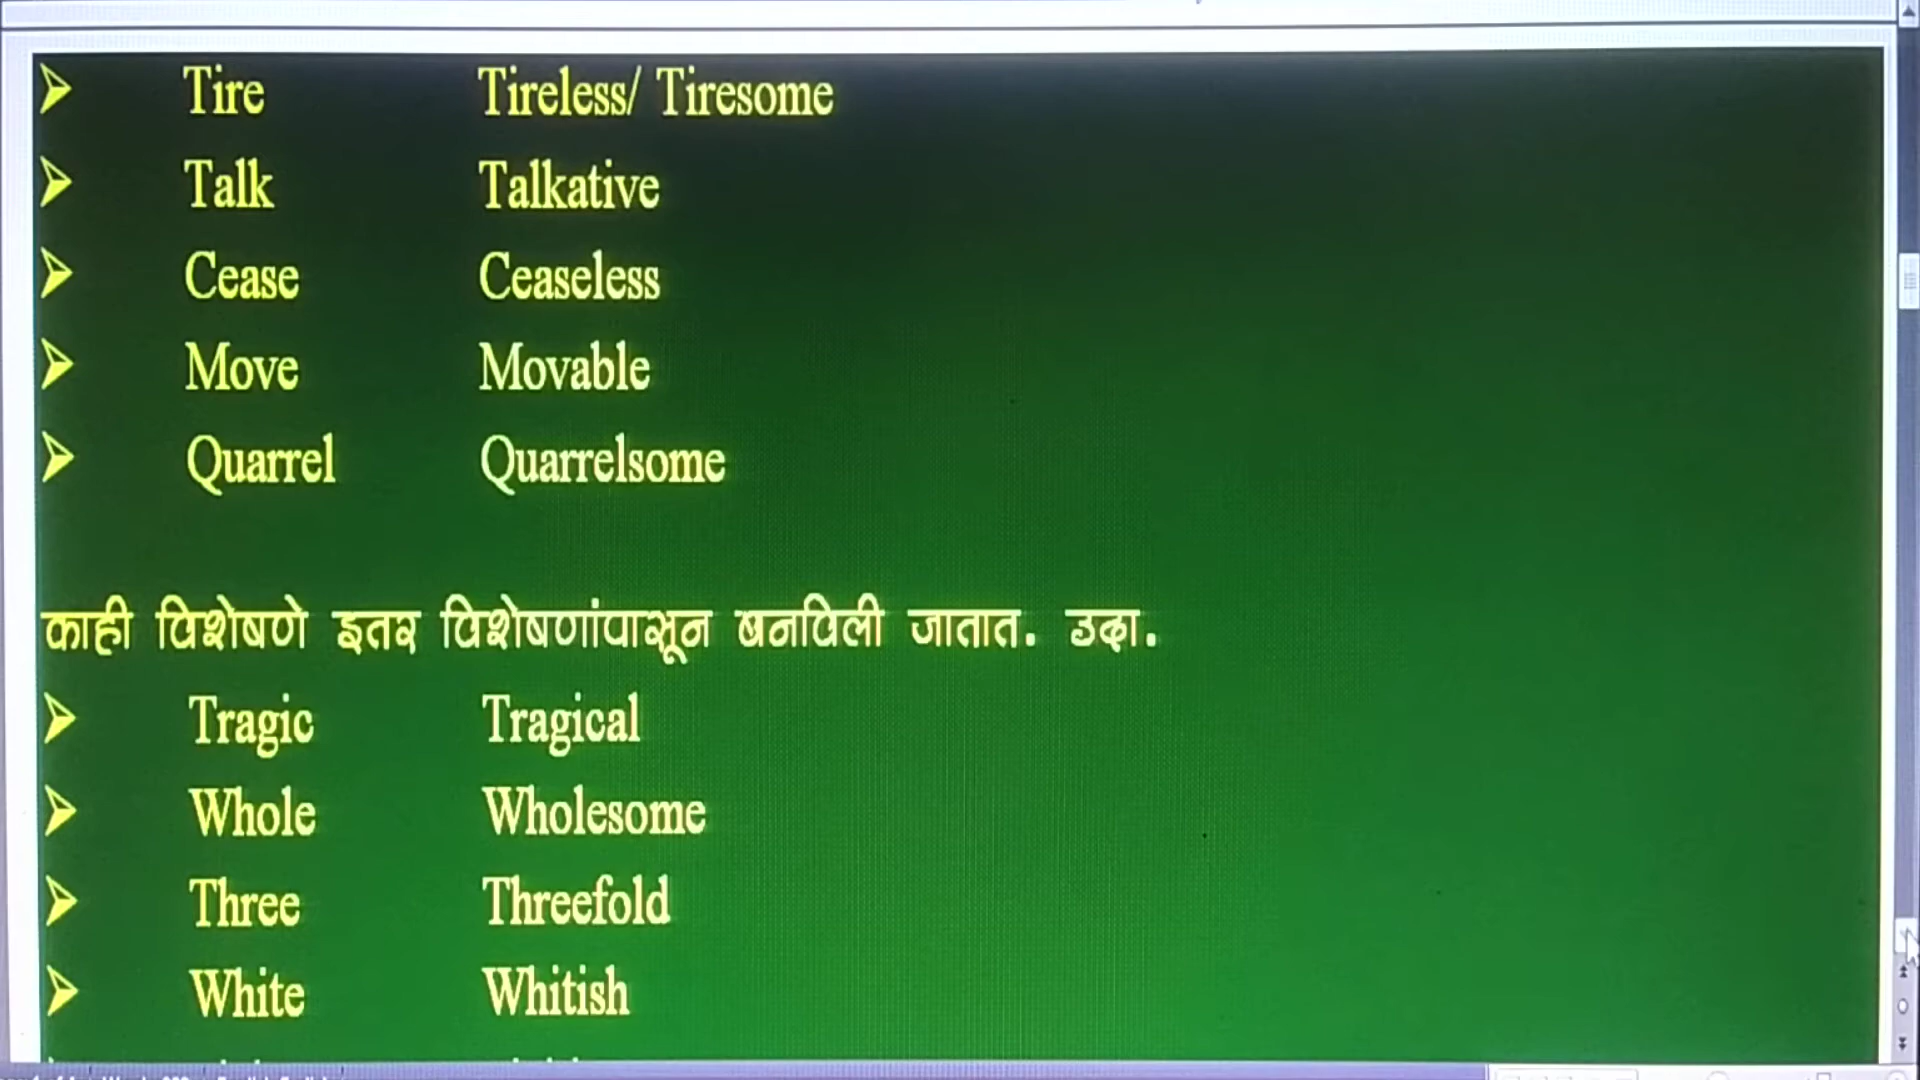 ➢ Tire Tireless/ Tiresome
➢ Talk Talkative
➢ Cease Ceaseless
➢ Move Movable
➢ Quarrel Quarrelsome
काही विशेषणे इतर विशेषणांपासून बनविली जातात. उदा.
➢ Tragic Tragical
➢ Whole Wholesome
➢ Three Threefold
➢ White Whitish